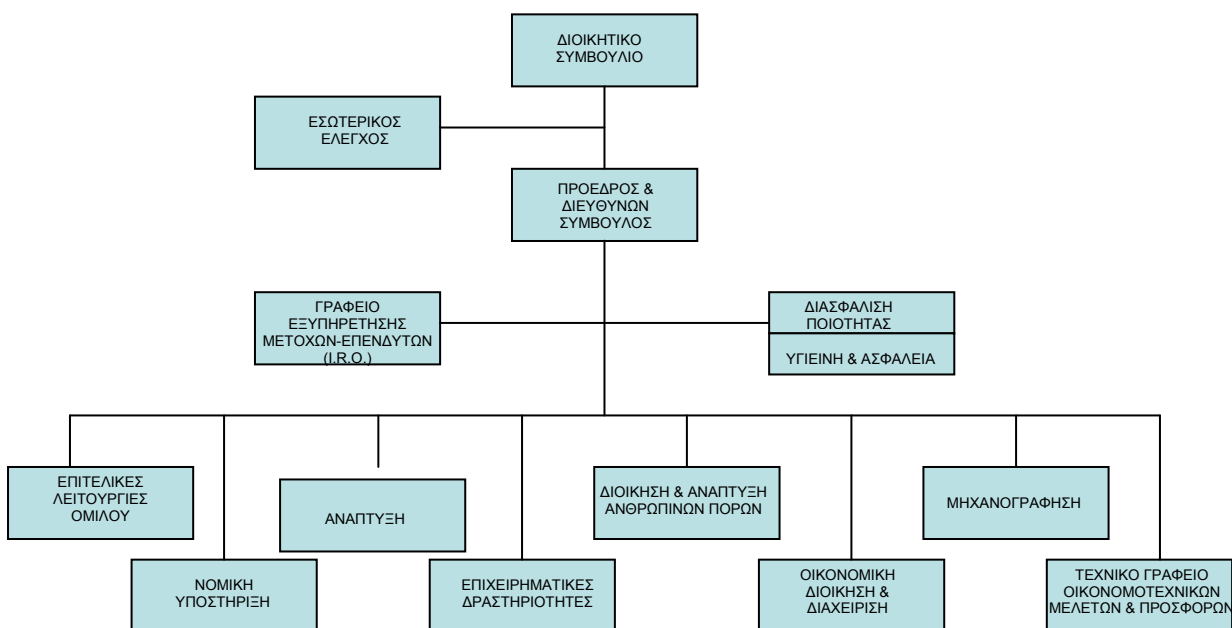 ΔΙΟΙΚΗΤΙΚΟ
ΣΥΜΒΟΥΛΙΟ
ΕΣΩΤΕΡΙΚΟΣ
ΕΛΕΓΧΟΣ
ΠΡΟΕΔΡΟΣ &
ΔΙΕΥΘΥΝΩΝ
ΣΥΜΒΟΥΛΟΣ
ΓΡΑΦΕΙΟ
ΕΞΥΠΗΡΕΤΗΣΗΣ
ΜΕΤΟΧΩΝ-ΕΠΕΝΔΥΤΩΝ
(I.R.O.)
ΔΙΑΣΦΑΛΙΣΗ
ΠΟΙΟΤΗΤΑΣ
ΥΓΙΕΙΝΗ & ΑΣΦΑΛΕΙΑ
ΕΠΙΤΕΛΙΚΕΣ
ΛΕΙΤΟΥΡΓΙΕΣ
ΟΜΙΛΟΥ
ΝΟΜΙΚΗ
ΥΠΟΣΤΗΡΙΞΗ
ΑΝΑΠΤΥΞΗ
ΕΠΙΧΕΙΡΗΜΑΤΙΚΕΣ
ΔΡΑΣΤΗΡΙΟΤΗΤΕΣ
ΔΙΟΙΚΗΣΗ & ΑΝΑΠΤΥΞΗ
ΑΝΘΡΩΠΙΝΩΝ ΠΟΡΩΝ
ΟΙΚΟΝΟΜΙΚΗ
ΔΙΟΙΚΗΣΗ &
ΔΙΑΧΕΙΡΙΣΗ
ΜΗΧΑΝΟΓΡΑΦΗΣΗ
ΤΕΧΝΙΚΟ ΓΡΑΦΕΙΟ
ΟΙΚΟΝΟΜΟΤΕΧΝΙΚΩΝ
ΜΕΛΕΤΩΝ & ΠΡΟΣΦΟΡΩΝ